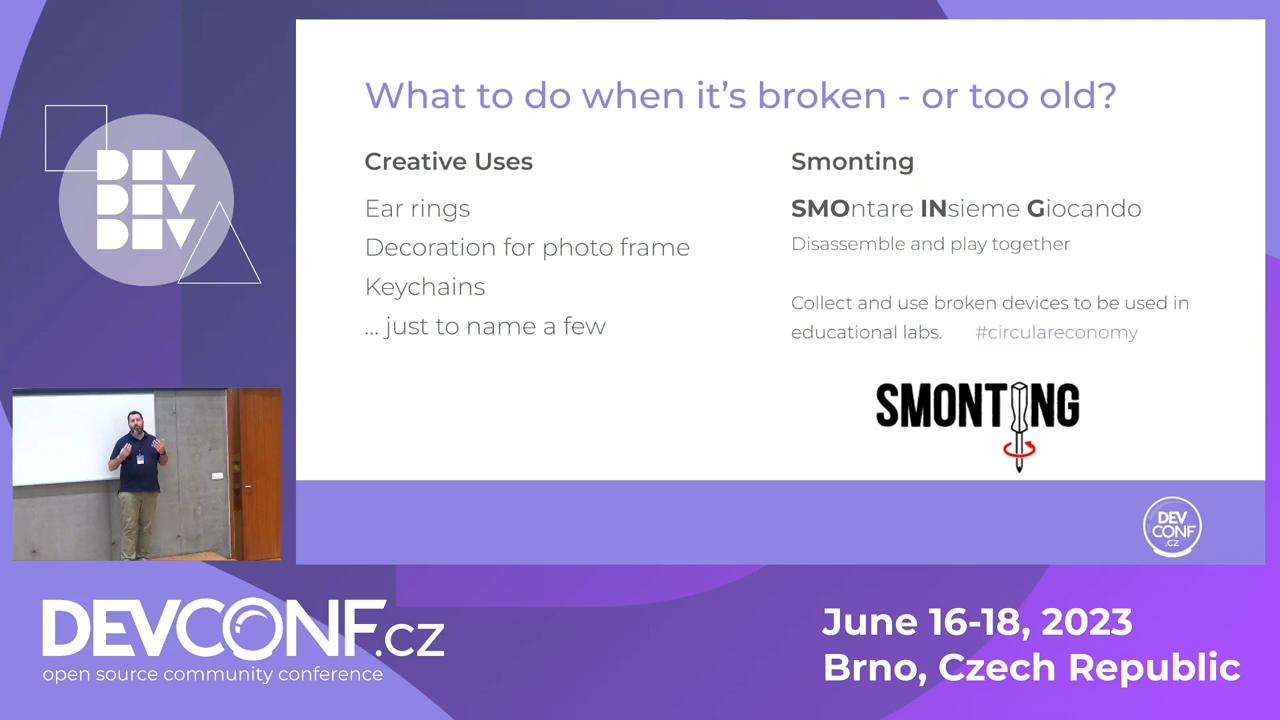 What to do when it's broken - or too old?
Creative Uses
Ear rings
Decoration for photo frame
Keychains
... just to name a few
Smonting
SMOntare INsieme Giocando
Disassemble and play together
Collect and use broken devices to be used in
educational labs. #circulareconomy
SMONTING
DEV
CONF
.CZ
DEV
DEV
DEV
DEVCONF.cz
open source community conference
June 16-18, 2023
Brno, Czech Republic